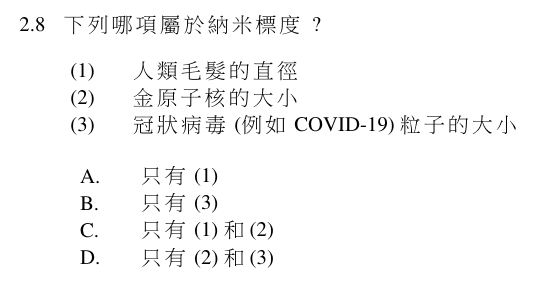 2.8 下列哪項屬於納米標度 ?
(1) 人類毛髮的直徑
(2) 金原子核的大小
(3) 冠狀病毒 (例如 COVID-19) 粒子的大小
A. 只有 (1)
B. 只有 (3)
C. 只有 (1) 和 (2)
D. 只有 (2) 和 (3)